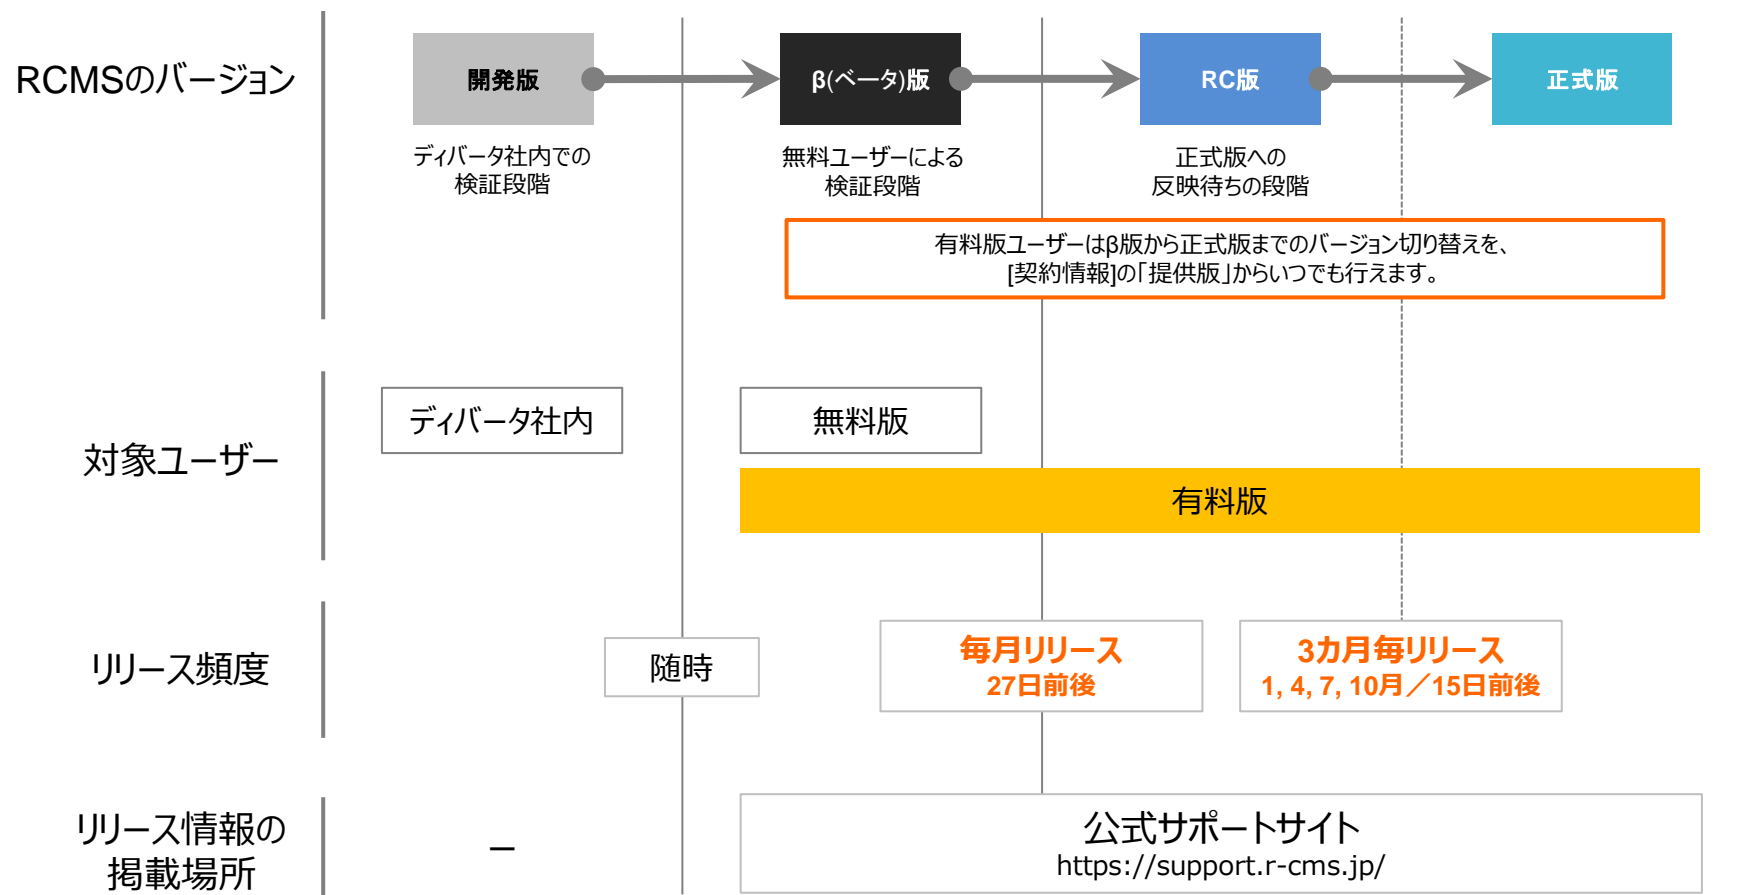 RCMSのバージョン
開発版
β(ベータ)版
RC版
正式版
ディバータ社内での
検証段階
無料ユーザーによる
検証段階
正式版への
反映待ちの段階
有料版ユーザーはβ版から正式版までのバージョン切り替えを、
[契約情報]の「提供版」からいつでも行えます。
対象ユーザー
ディバータ社内
無料版
有料版
リリース頻度
随時
毎月リリース
27日前後
3カ月毎リリース
1, 4, 7, 10月／15日前後
リリース情報の
掲載場所
ー
公式サポートサイト
https://support.r-cms.jp/